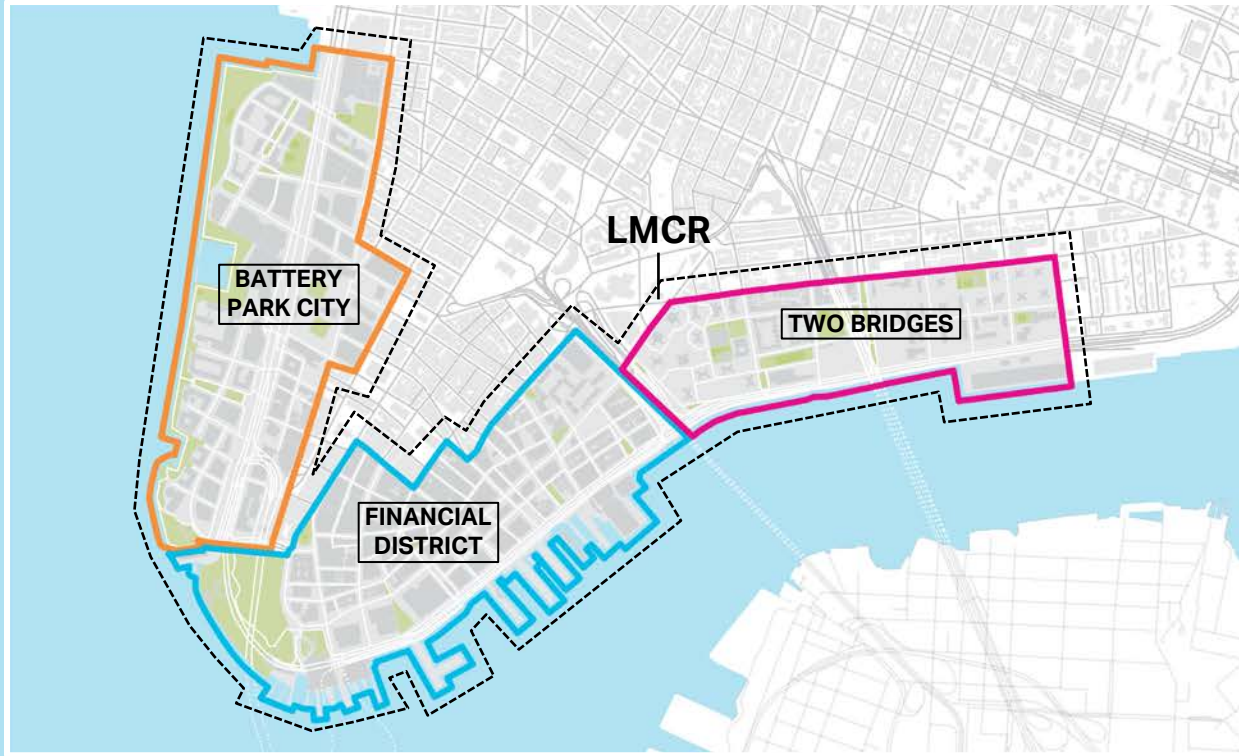 LMCR
BATTERY
PARK CITY
TWO BRIDGES
FINANCIAL
DISTRICT